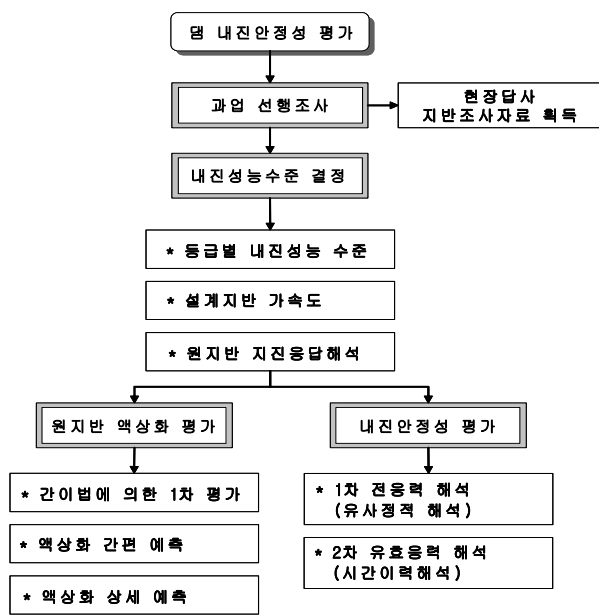 댐 내진안정성 평가
과업 선행조사
현장답사
지반조사자료 획득
내진성능수준 결정
* 등급별 내진성능 수준
* 설계지반 가속도
* 원지반 지진응답해석
원지반 액상화 평가
* 간이법에 의한 1차 평가
* 액상화 간편 예측
* 액상화 상세 예측
내진안정성 평가
* 1차 전응력 해석
(유사정적 해석)
* 2차 유효응력 해석
(시간이력해석)